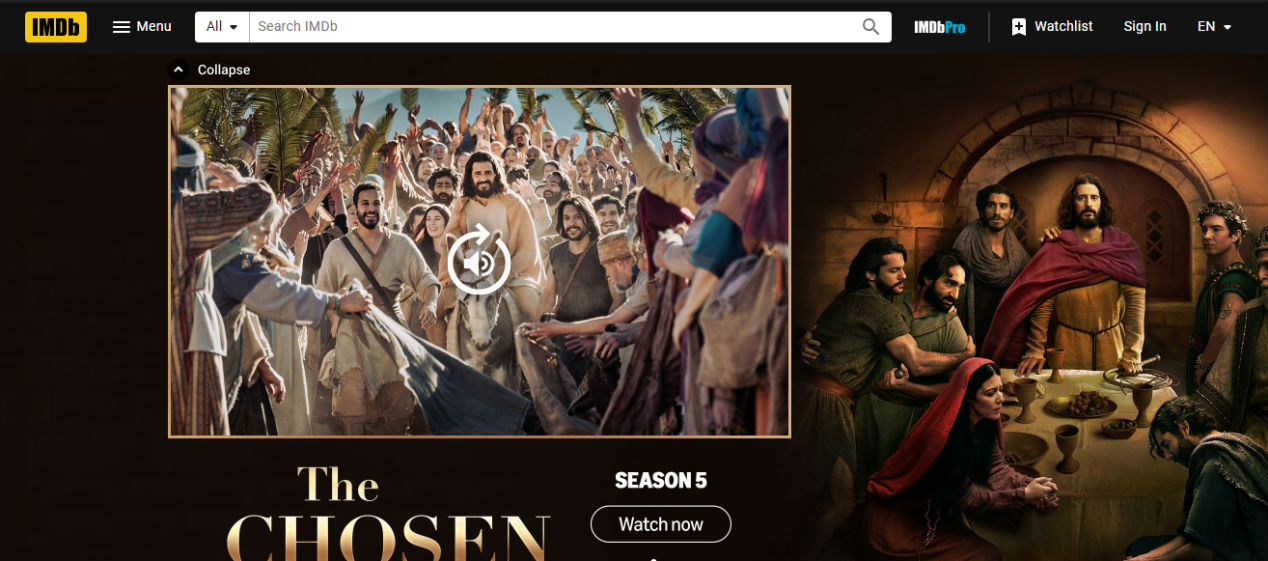 IMDb Menu All Search IMDb IMDbPro Watchlist Sign In EN
Collapse
The
CHOSEN
SEASON 5
Watch now